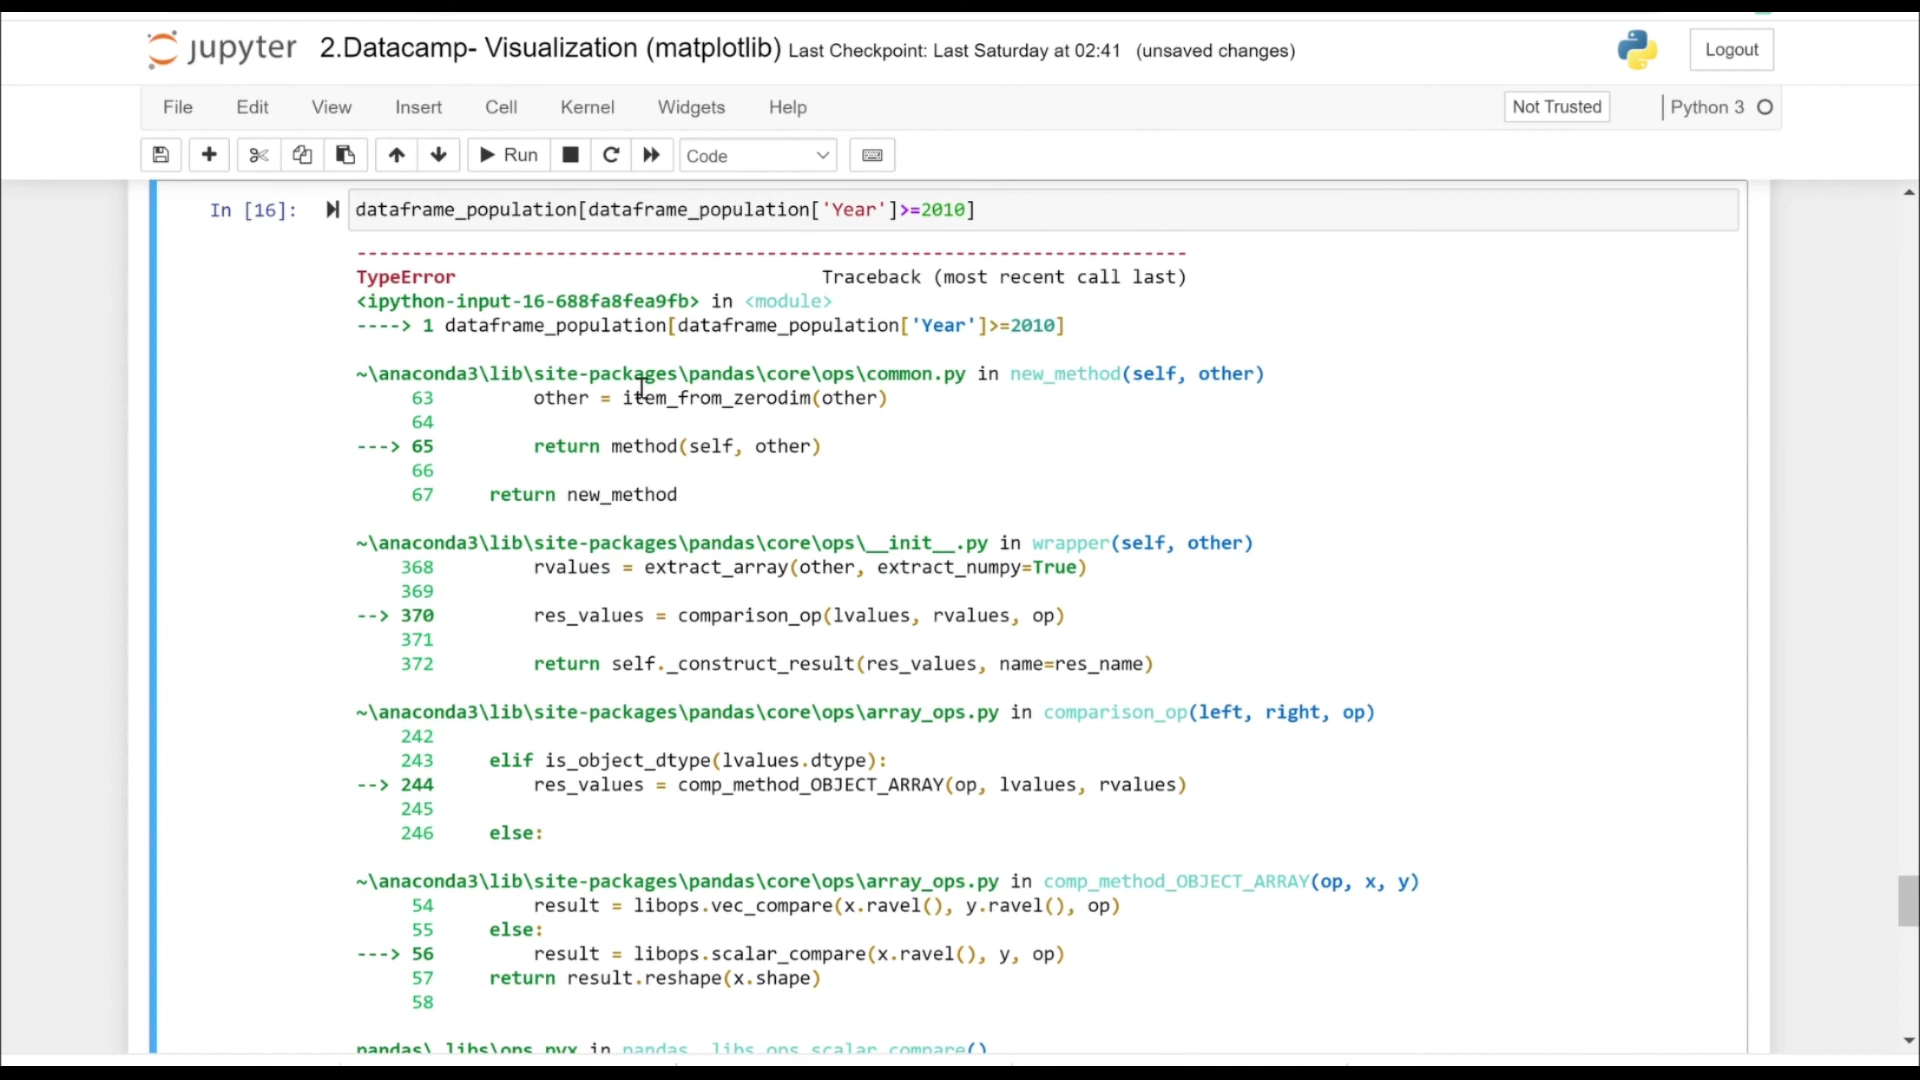 jupyter 2.Datacamp- Visualization (matplotlib) Last Checkpoint: Last Saturday at 02:41 (unsaved changes) Logout
File Edit View Insert Cell Kernel Widgets Help Not Trusted Python 3
Run Code
In [16]: dataframe_population[dataframe_population['Year']>=2010]
---------------------------------------------------------------------------
TypeError Traceback (most recent call last)
<ipython-input-16-688fa8fea9fb> in <module>
----> 1 dataframe_population[dataframe_population['Year']>=2010]
~\anaconda3\lib\site-packages\pandas\core\ops\common.py in new_method(self, other)
63 other = item_from_zerodim(other)
64
---> 65 return method(self, other)
66
67 return new_method
~\anaconda3\lib\site-packages\pandas\core\ops\__init__.py in wrapper(self, other)
368 rvalues = extract_array(other, extract_numpy=True)
369
--> 370 res_values = comparison_op(lvalues, rvalues, op)
371
372 return self._construct_result(res_values, name=res_name)
~\anaconda3\lib\site-packages\pandas\core\ops\array_ops.py in comparison_op(left, right, op)
242
243 elif is_object_dtype(lvalues.dtype):
--> 244 res_values = comp_method_OBJECT_ARRAY(op, lvalues, rvalues)
245
246 else:
~\anaconda3\lib\site-packages\pandas\core\ops\array_ops.py in comp_method_OBJECT_ARRAY(op, x, y)
54 result = libops.vec_compare(x.ravel(), y.ravel(), op)
55 else:
---> 56 result = libops.scalar_compare(x.ravel(), y, op)
57 return result.reshape(x.shape)
58
pandas\_libs\ops.pyx in pandas._libs.ops.scalar_compare()